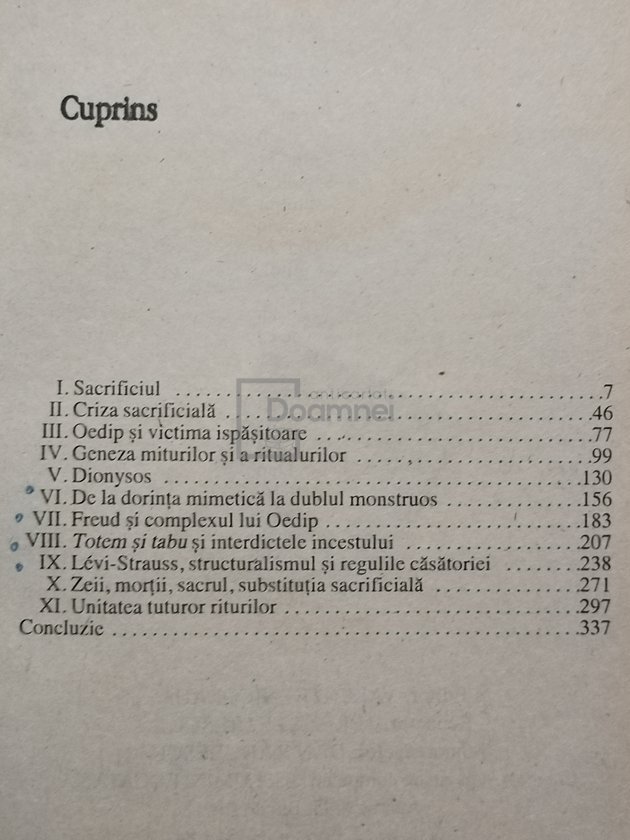 Cuprins
I. Sacrificiul ........................................7
II. Criza sacrificială ..................................46
III. Oedip și victima ispășitoare ........................77
IV. Geneza miturilor și a ritualurilor ...................99
V. Dionysos ........................................130
VI. De la dorința mimetică la dublul monstruos ...........156
VII. Freud și complexul lui Oedip ......................183
VIII. Totem și tabu și interdictele incestului ...............207
IX. Lévi-Strauss, structuralismul și regulile căsătoriei ......238
X. Zeii, morții, sacrul, substituția sacrificială ............271
XI. Unitatea tuturor riturilor ..........................297
Concluzie ............................................337
anticariat
Doamnei